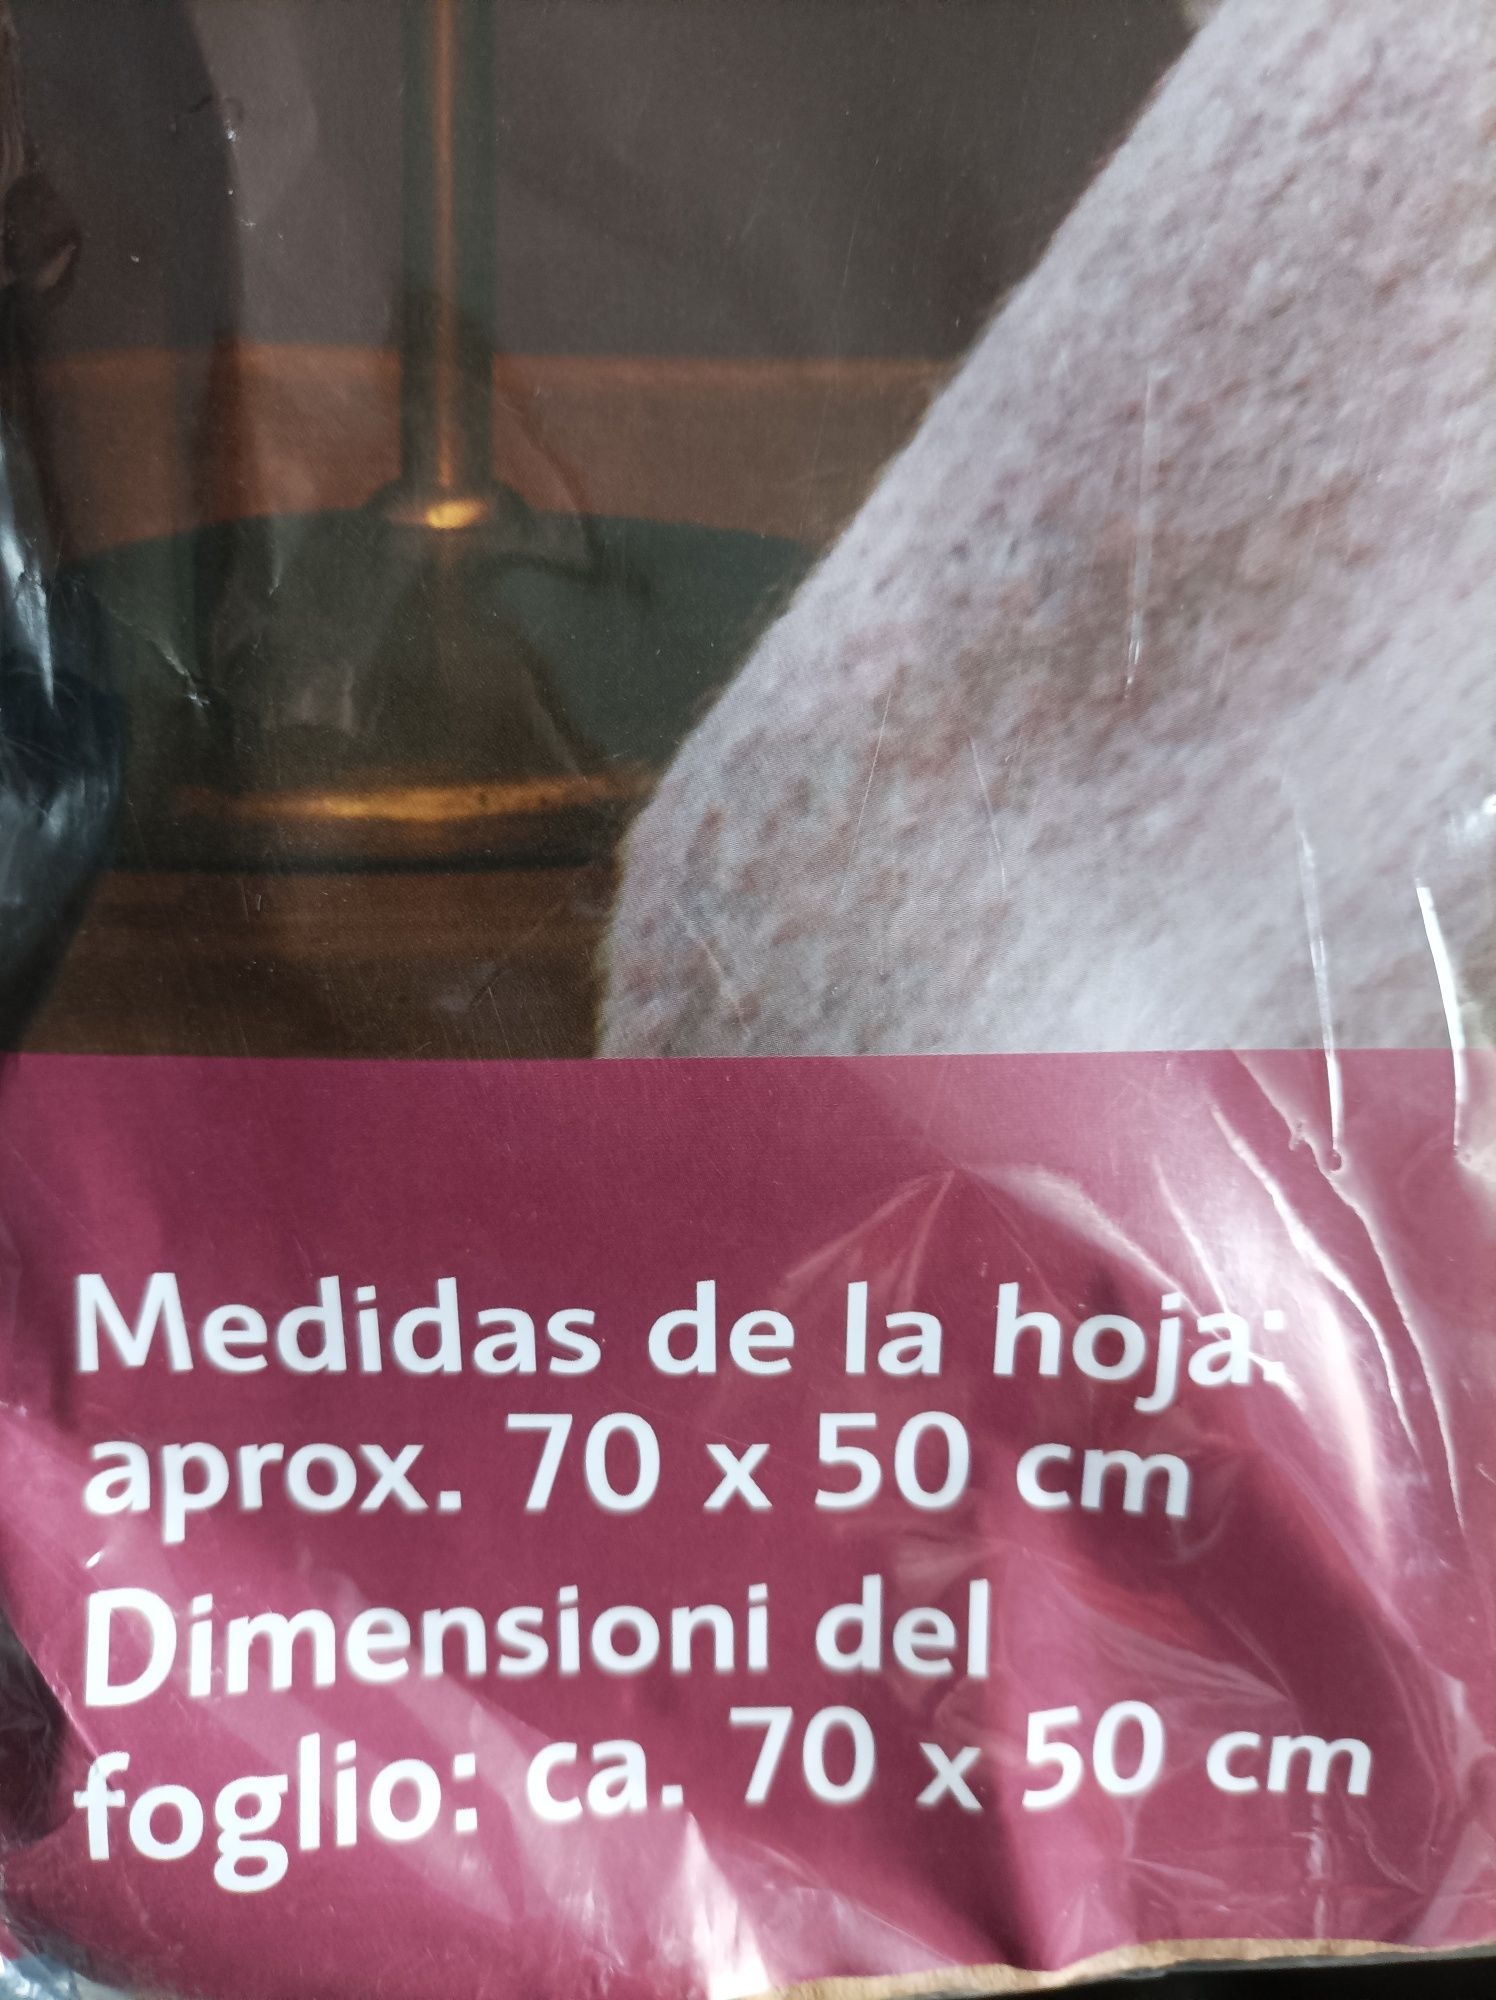 Medidas de la hoja:
aprox. 70 x 50 cm
Dimensioni del
foglio: ca. 70 x 50 cm